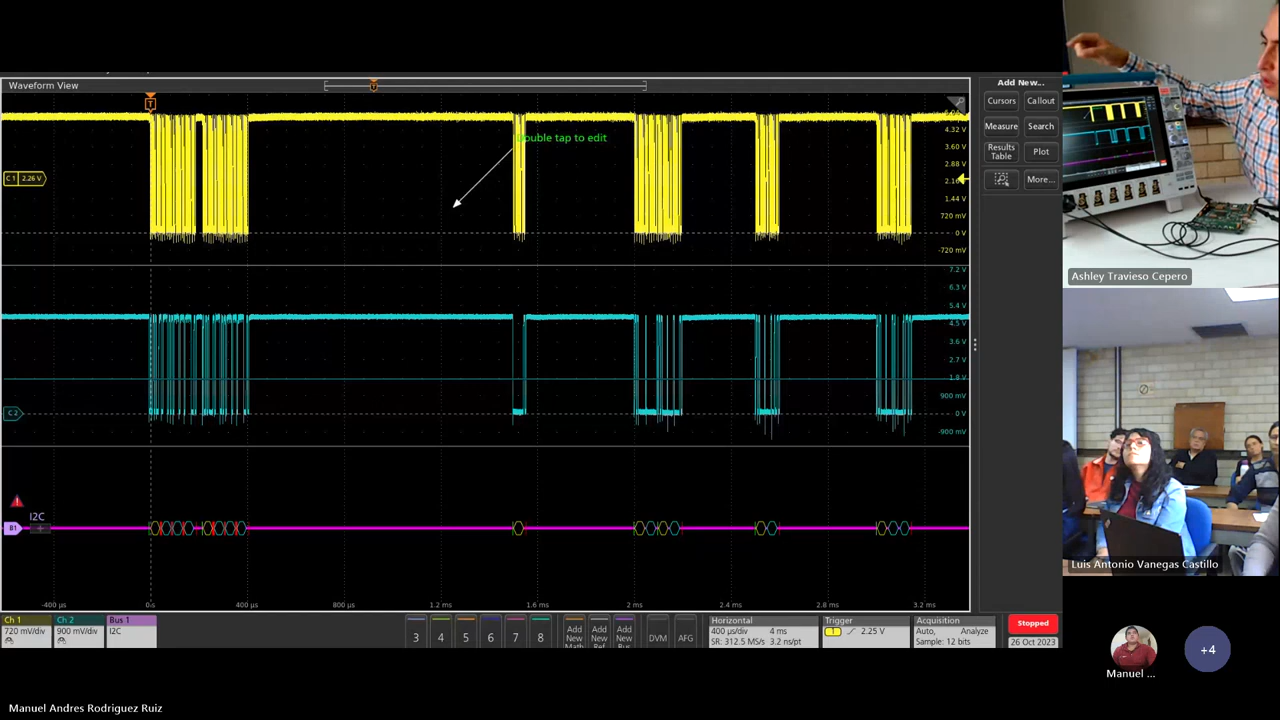 Waveform View
Add New...
T
T
Cursors
Callout
Measure
Search
Results
Table
Plot
More...
4.32 V
3.60 V
2.88 V
1.44 V
720 mV
0 V
-720 mV
C 1
2.26 V
ouble tap to edit
7.2 V
6.3 V
5.4 V
4.5 V
3.6 V
2.7 V
1.8 V
900 mV
0 V
-900 mV
C 2
I2C
B1
-400 µs
0 s
400 µs
800 µs
1.2 ms
1.6 ms
2 ms
2.4 ms
2.8 ms
3.2 ms
Ch 1
720 mV/div
Ch 2
900 mV/div
Bus 1
I2C
3
4
5
6
7
8
Add
New
Math
Add
New
Ref
Add
New
Bus
DVM
AFG
Horizontal
400 µs/div 4 ms
SR: 312.5 MS/s 3.2 ns/pt
Trigger
1 2.25 V
Acquisition
Auto, Analyze
Sample: 12 bits
Stopped
26 Oct 2023
Ashley Travieso Cepero
Luis Antonio Vanegas Castillo
Manuel ...
+4
Manuel Andres Rodriguez Ruiz